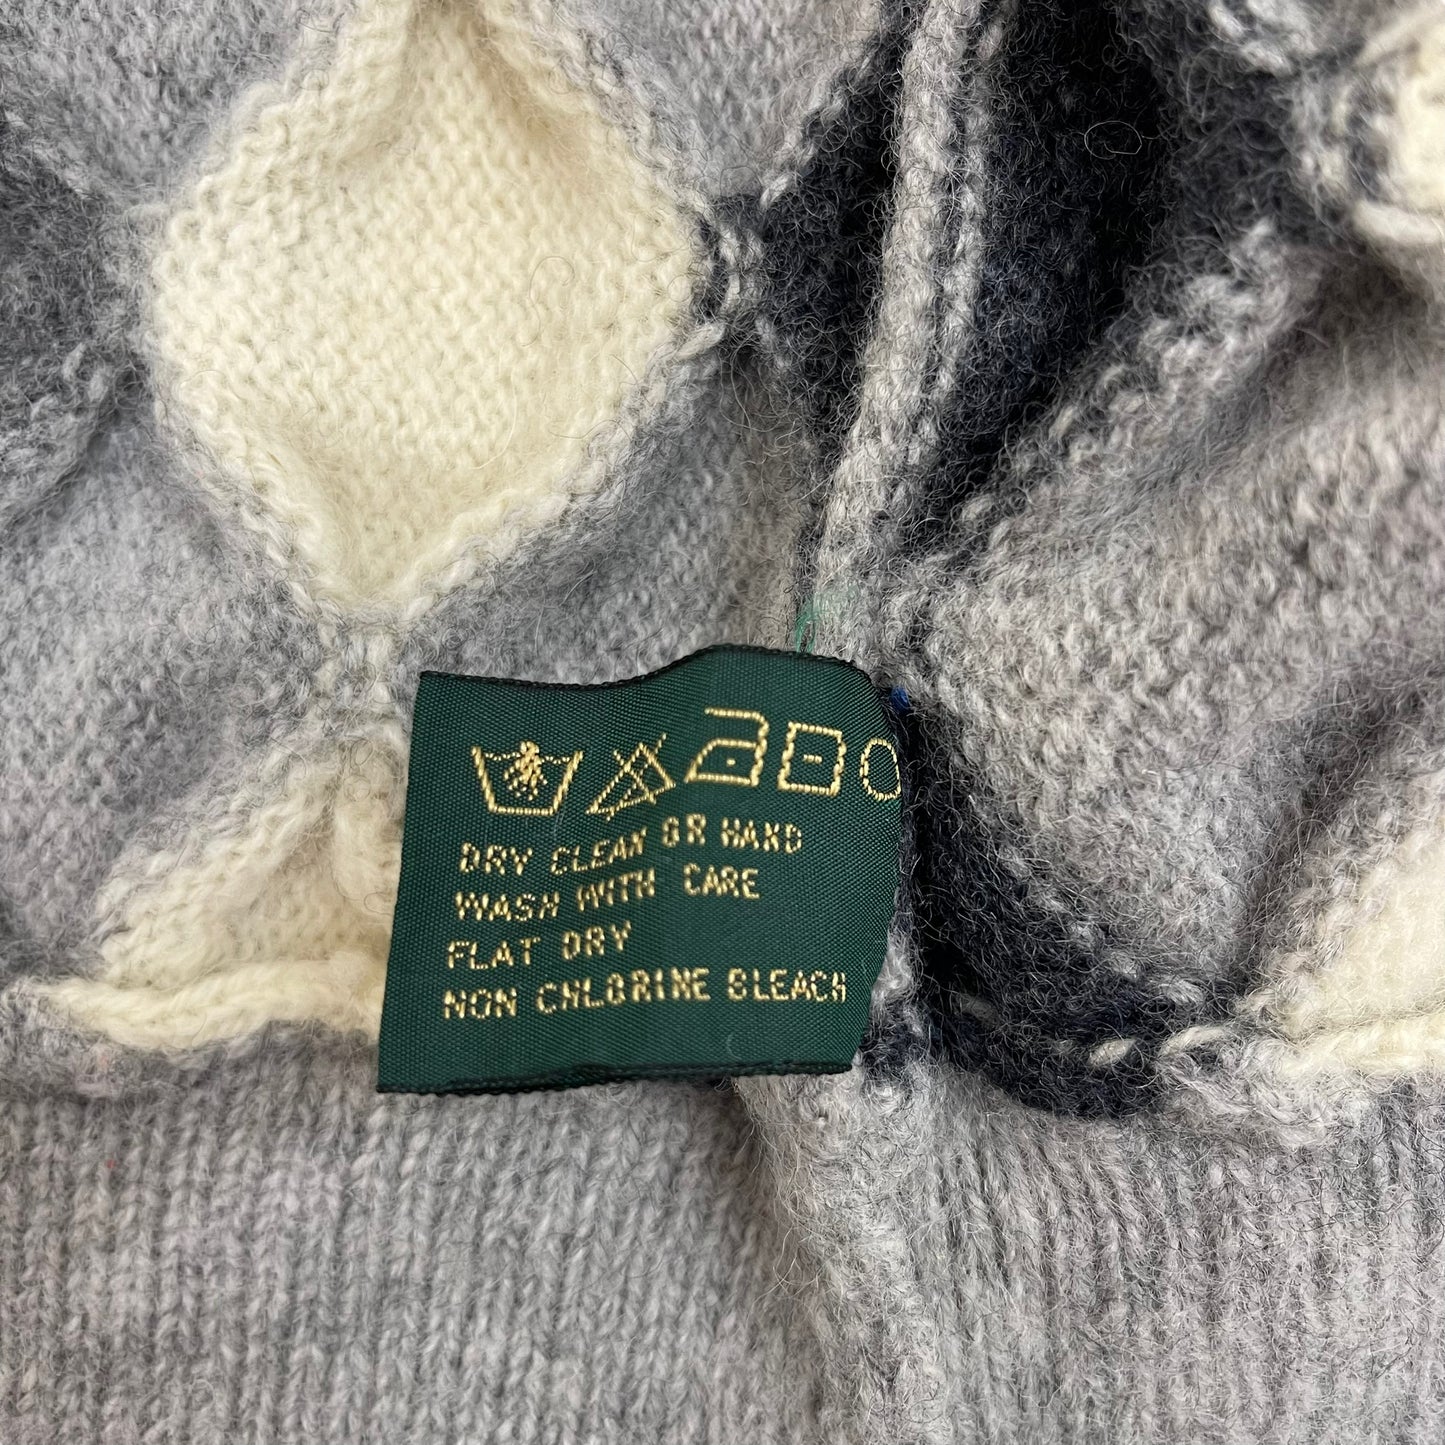 DRY CLEAN OR HAND
WASH WITH CARE
FLAT DRY
NON CHLORINE BLEACH